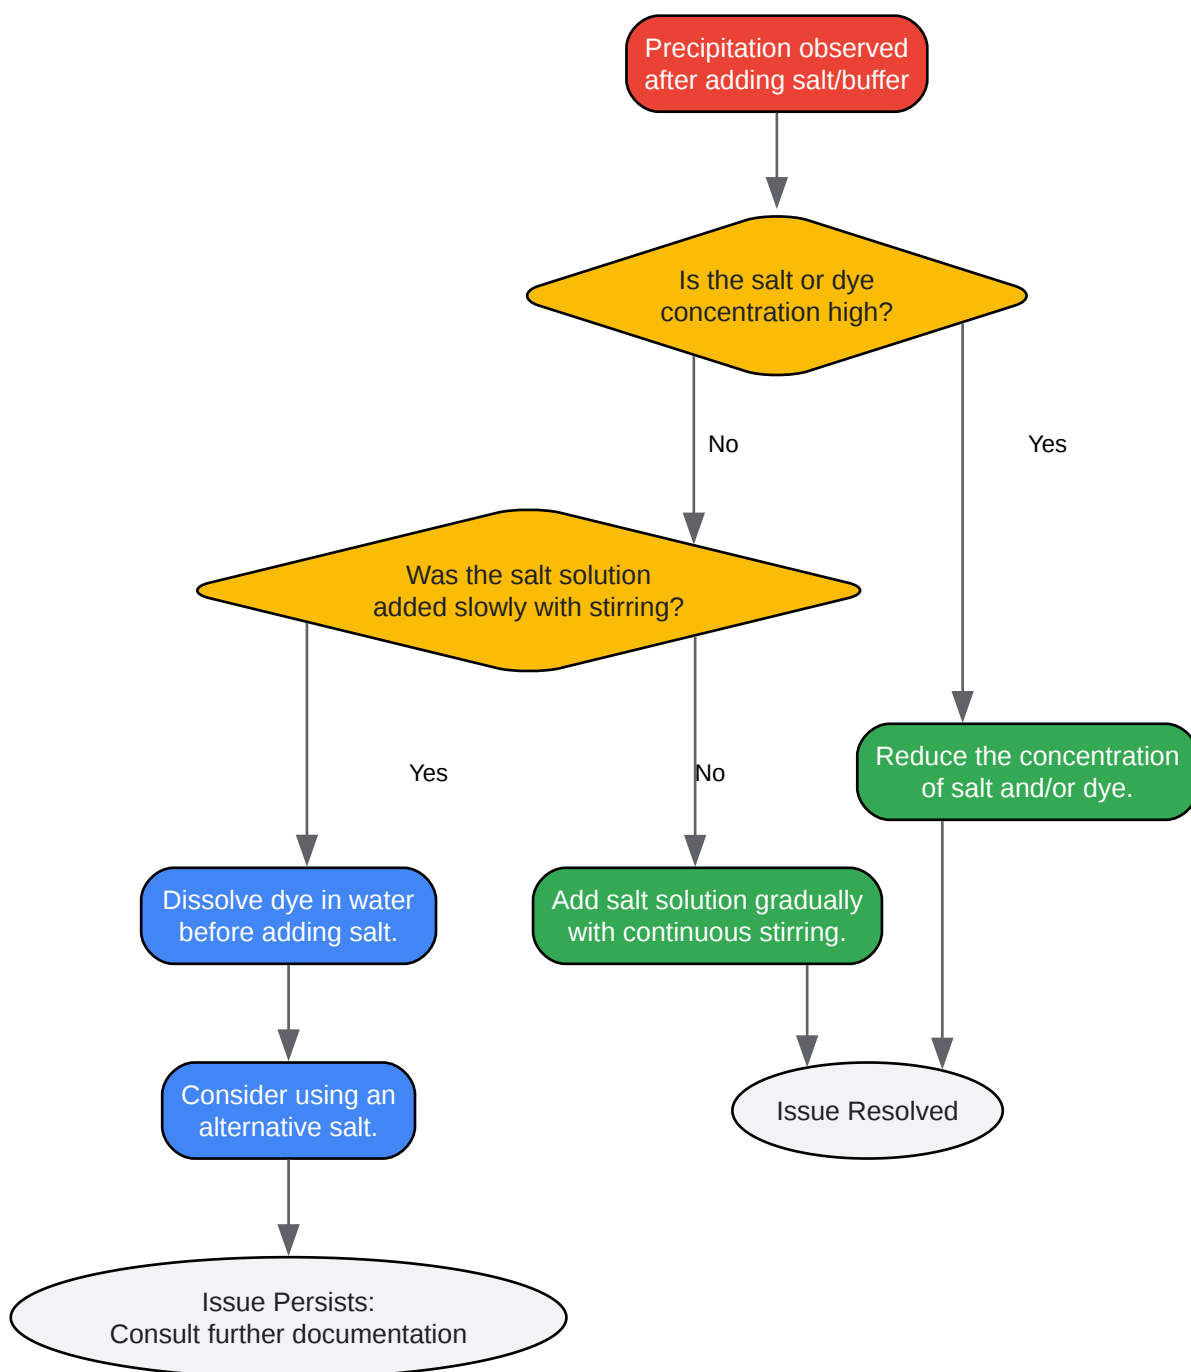 Precipitation observed
after adding salt/buffer
Is the salt or dye
concentration high?
No
Yes
Was the salt solution
added slowly with stirring?
Yes
No
Reduce the concentration
of salt and/or dye.
Dissolve dye in water
before adding salt.
Add salt solution gradually
with continuous stirring.
Consider using an
alternative salt.
Issue Resolved
Issue Persists:
Consult further documentation